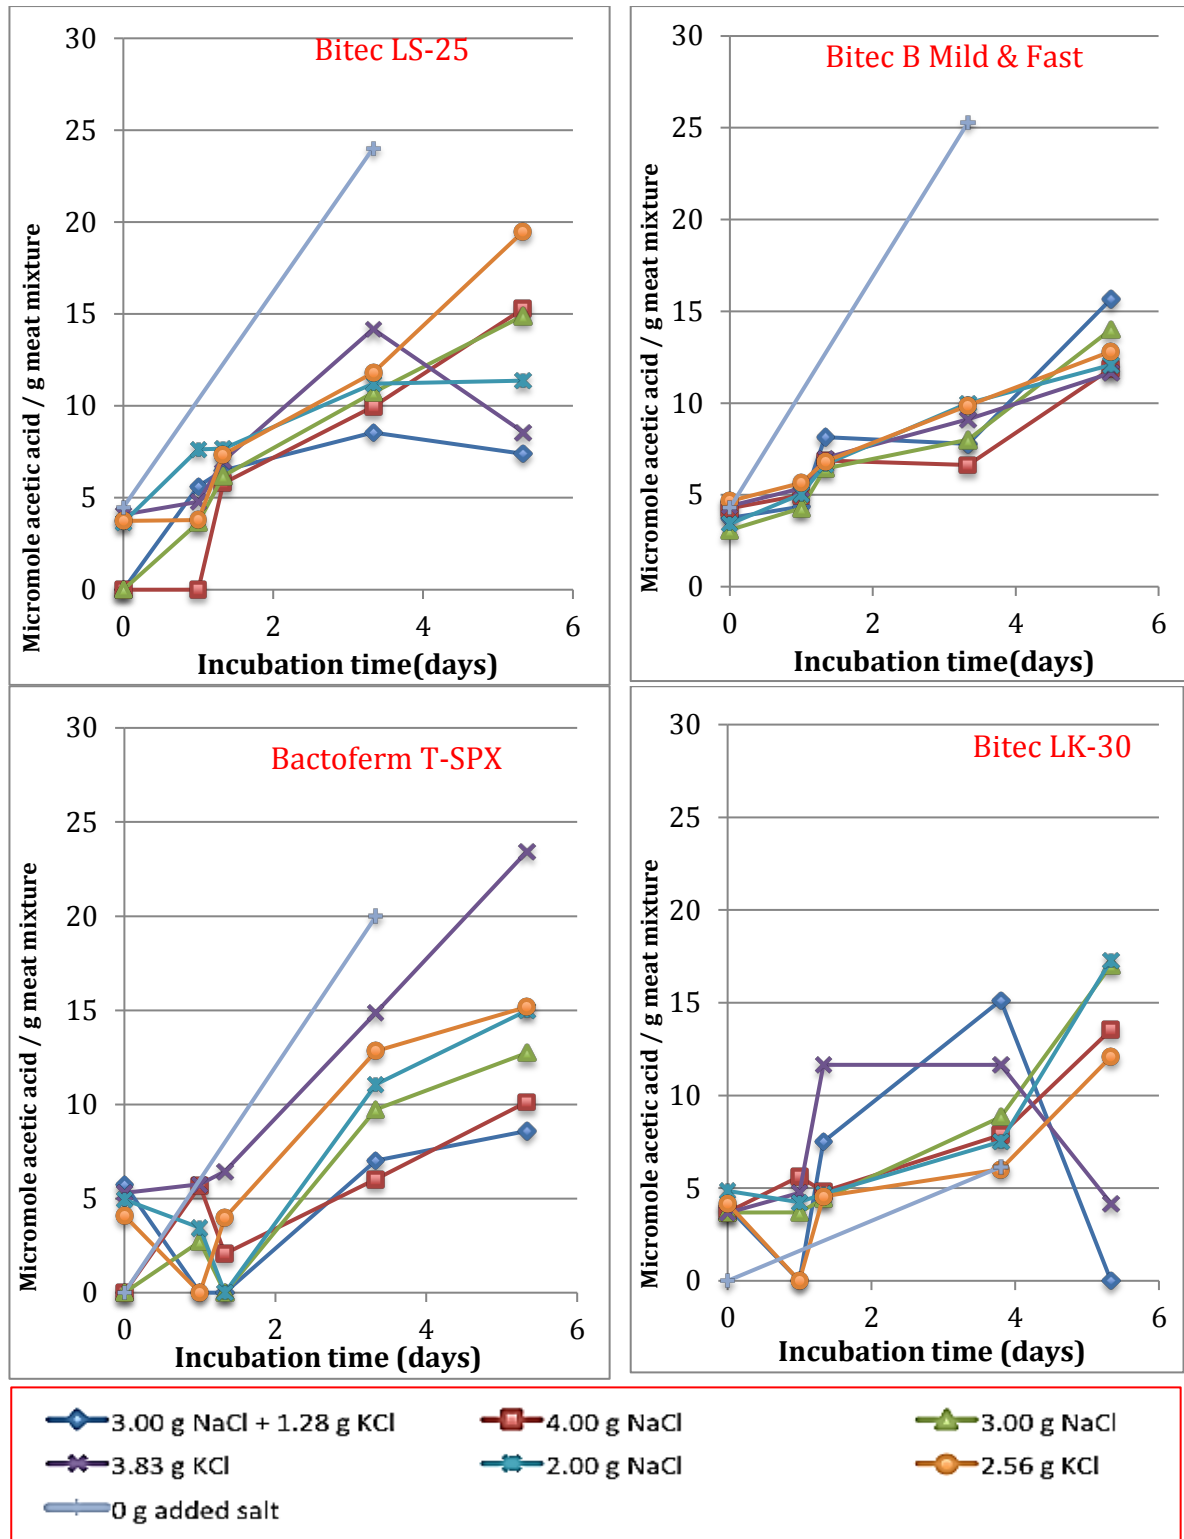 Bitec LS-25
30
25
20
15
10
5
0
0 2 4 6
Micromole acetic acid / g meat mixture
Incubation time(days)
Bitec B Mild & Fast
30
25
20
15
10
5
0
0 2 4 6
Micromole acetic acid / g meat mixture
Incubation time(days)
Bactoferm T-SPX
30
25
20
15
10
5
0
0 2 4 6
Micromole acetic acid / g meat mixture
Incubation time (days)
Bitec LK-30
30
25
20
15
10
5
0
0 2 4 6
Micromole acetic acid / g meat mixture
Incubation time (days)
3.00 g NaCl + 1.28 g KCl 4.00 g NaCl 3.00 g NaCl
3.83 g KCl 2.00 g NaCl 2.56 g KCl
0 g added salt